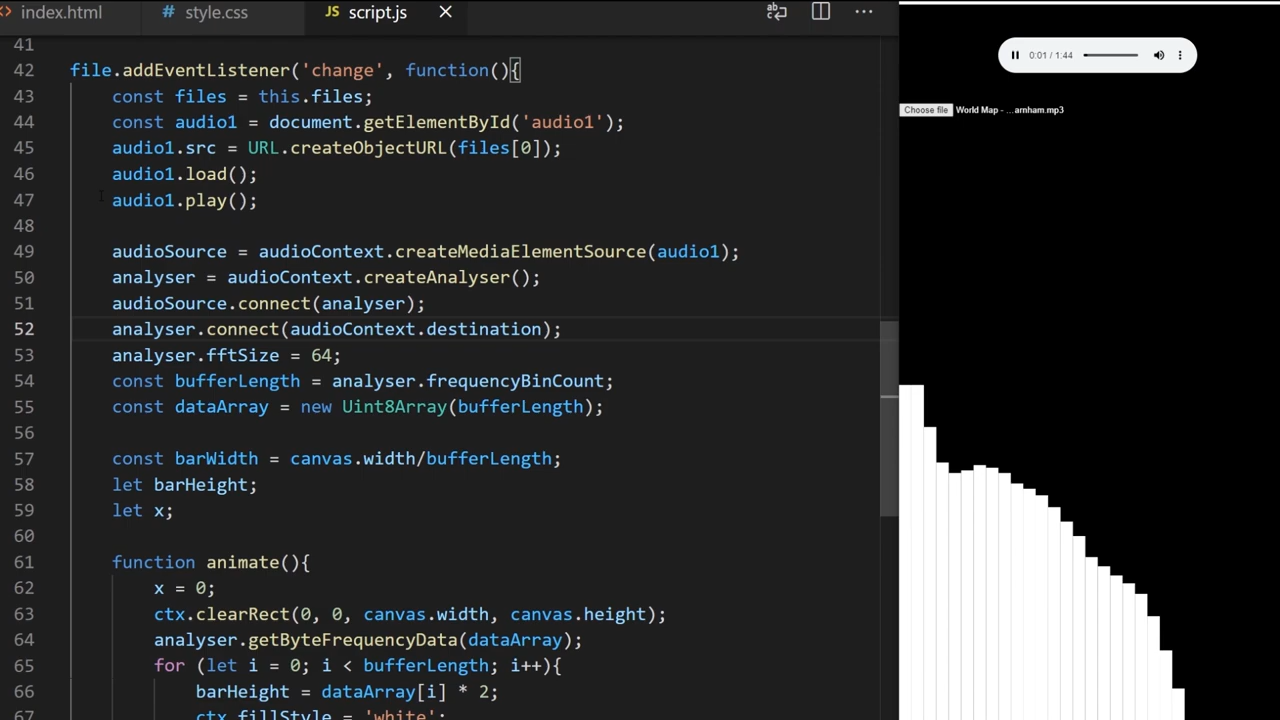 index.html
# style.css
JS script.js
41
42 file.addEventListener('change', function(){
43 const files = this.files;
44 const audio1 = document.getElementById('audio1');
45 audio1.src = URL.createObjectURL(files[0]);
46 audio1.load();
47 audio1.play();
48
49 audioSource = audioContext.createMediaElementSource(audio1);
50 analyser = audioContext.createAnalyser();
51 audioSource.connect(analyser);
52 analyser.connect(audioContext.destination);
53 analyser.fftSize = 64;
54 const bufferLength = analyser.frequencyBinCount;
55 const dataArray = new Uint8Array(bufferLength);
56
57 const barWidth = canvas.width/bufferLength;
58 let barHeight;
59 let x;
60
61 function animate(){
62 x = 0;
63 ctx.clearRect(0, 0, canvas.width, canvas.height);
64 analyser.getByteFrequencyData(dataArray);
65 for (let i = 0; i < bufferLength; i++){
66 barHeight = dataArray[i] * 2;
67 ctx.fillStyle = 'white';
0:01 / 1:44
Choose file World Map - ...arnham.mp3